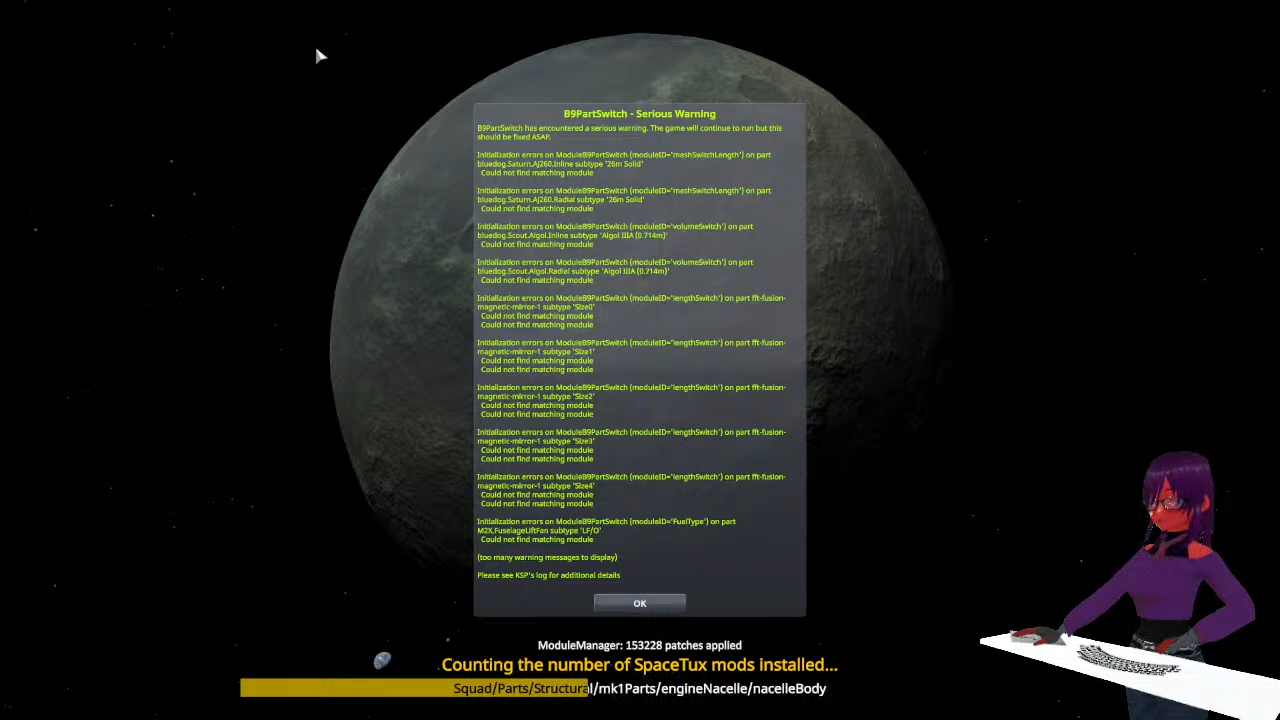 B9PartSwitch - Serious Warning
B9PartSwitch has encountered a serious warning. The game will continue to run but this
should be fixed ASAP.
Initialization errors on ModuleB9PartSwitch (moduleID='meshSwitchLength') on part
bluedog.Saturn.AJ260.Inline subtype '26m Solid'
Could not find matching module
Initialization errors on ModuleB9PartSwitch (moduleID='meshSwitchLength') on part
bluedog.Saturn.AJ260.Radial subtype '26m Solid'
Could not find matching module
Initialization errors on ModuleB9PartSwitch (moduleID='volumeSwitch') on part
bluedog.Scout.Algol.Inline subtype 'Algol IIIA (0.714m)'
Could not find matching module
Initialization errors on ModuleB9PartSwitch (moduleID='volumeSwitch') on part
bluedog.Scout.Algol.Radial subtype 'Algol IIIA (0.714m)'
Could not find matching module
Initialization errors on ModuleB9PartSwitch (moduleID='lengthSwitch') on part fft-fusion-
magnetic-mirror-1 subtype 'Size0'
Could not find matching module
Could not find matching module
Initialization errors on ModuleB9PartSwitch (moduleID='lengthSwitch') on part fft-fusion-
magnetic-mirror-1 subtype 'Size1'
Could not find matching module
Could not find matching module
Initialization errors on ModuleB9PartSwitch (moduleID='lengthSwitch') on part fft-fusion-
magnetic-mirror-1 subtype 'Size2'
Could not find matching module
Could not find matching module
Initialization errors on ModuleB9PartSwitch (moduleID='lengthSwitch') on part fft-fusion-
magnetic-mirror-1 subtype 'Size3'
Could not find matching module
Could not find matching module
Initialization errors on ModuleB9PartSwitch (moduleID='lengthSwitch') on part fft-fusion-
magnetic-mirror-1 subtype 'Size4'
Could not find matching module
Could not find matching module
Initialization errors on ModuleB9PartSwitch (moduleID='FuelType') on part
M2X.FuselageLiftFan subtype 'LF/O'
Could not find matching module
(too many warning messages to display)
Please see KSP's log for additional details
OK
ModuleManager: 153228 patches applied
Counting the number of SpaceTux mods installed...
Squad/Parts/Structural/mk1Parts/engineNacelle/nacelleBody